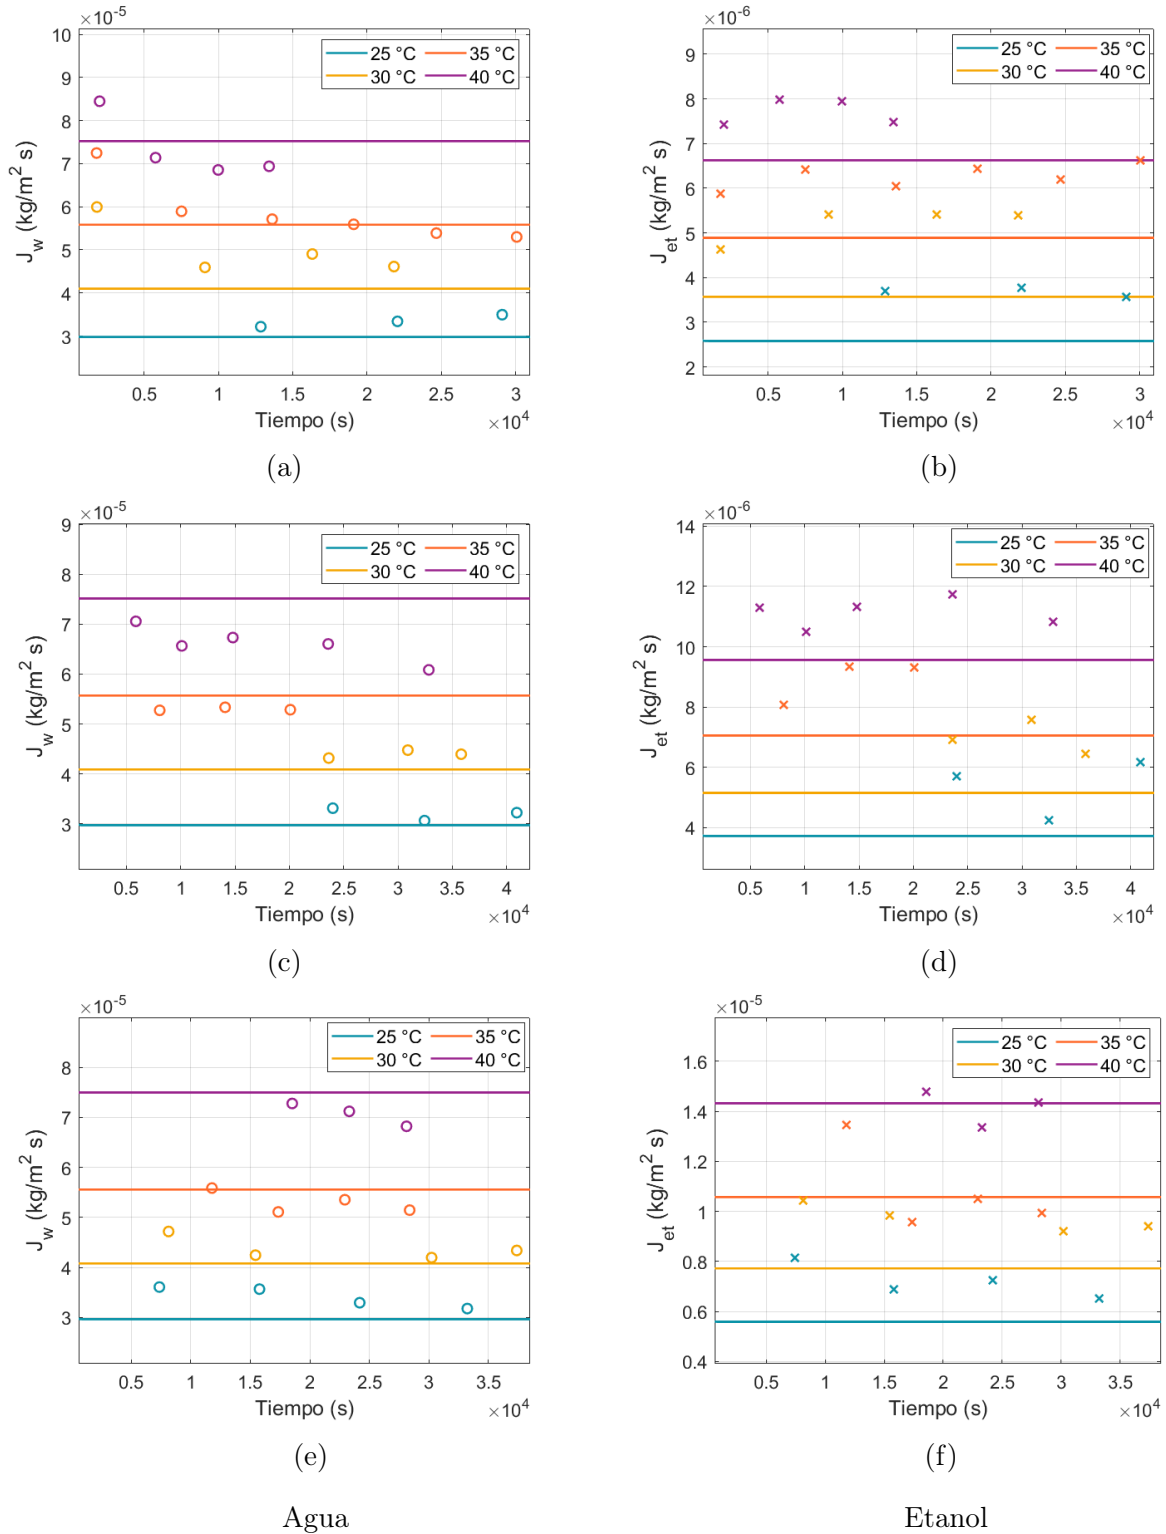 ×10-5
10
9
8
7
6
5
4
3
Jw (kg/m2 s)
25 °C 35 °C
30 °C 40 °C
0.5 1 1.5 2 2.5 3
Tiempo (s) ×104
(a)
×10-6
9
8
7
6
5
4
3
2
Jet (kg/m2 s)
25 °C 35 °C
30 °C 40 °C
0.5 1 1.5 2 2.5 3
Tiempo (s) ×104
(b)
×10-5
9
8
7
6
5
4
3
Jw (kg/m2 s)
25 °C 35 °C
30 °C 40 °C
0.5 1 1.5 2 2.5 3 3.5 4
Tiempo (s) ×104
(c)
×10-6
14
12
10
8
6
4
Jet (kg/m2 s)
25 °C 35 °C
30 °C 40 °C
0.5 1 1.5 2 2.5 3 3.5 4
Tiempo (s) ×104
(d)
×10-5
8
7
6
5
4
3
Jw (kg/m2 s)
25 °C 35 °C
30 °C 40 °C
0.5 1 1.5 2 2.5 3 3.5
Tiempo (s) ×104
(e)
×10-5
1.6
1.4
1.2
1
0.8
0.6
0.4
Jet (kg/m2 s)
25 °C 35 °C
30 °C 40 °C
0.5 1 1.5 2 2.5 3 3.5
Tiempo (s) ×104
(f)
Agua Etanol